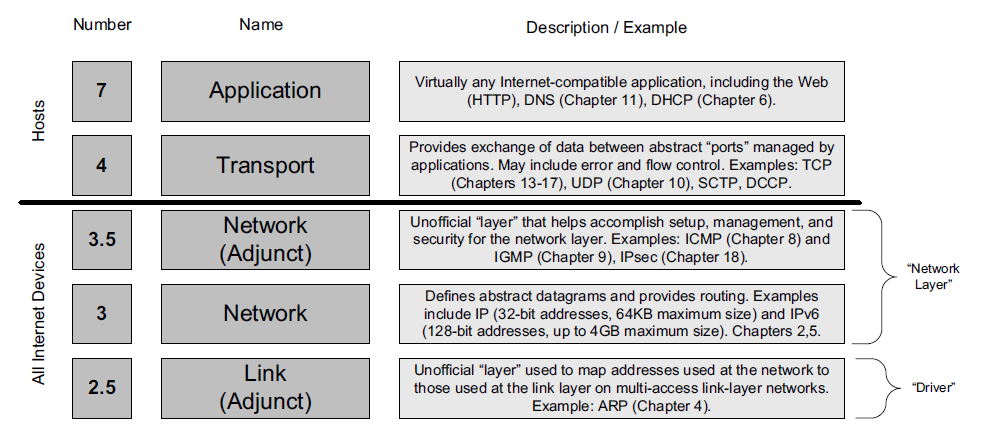 Number Name Description / Example
Hosts
7
Application
Virtually any Internet-compatible application, including the Web
(HTTP), DNS (Chapter 11), DHCP (Chapter 6).
4
Transport
Provides exchange of data between abstract “ports” managed by
applications. May include error and flow control. Examples: TCP
(Chapters 13-17), UDP (Chapter 10), SCTP, DCCP.
All Internet Devices
3.5
Network
(Adjunct)
Unofficial “layer” that helps accomplish setup, management, and
security for the network layer. Examples: ICMP (Chapter 8) and
IGMP (Chapter 9), IPsec (Chapter 18).
“Network
Layer”
3
Network
Defines abstract datagrams and provides routing. Examples
include IP (32-bit addresses, 64KB maximum size) and IPv6
(128-bit addresses, up to 4GB maximum size). Chapters 2,5.
2.5
Link
(Adjunct)
Unofficial “layer” used to map addresses used at the network to
those used at the link layer on multi-access link-layer networks.
Example: ARP (Chapter 4).
“Driver”